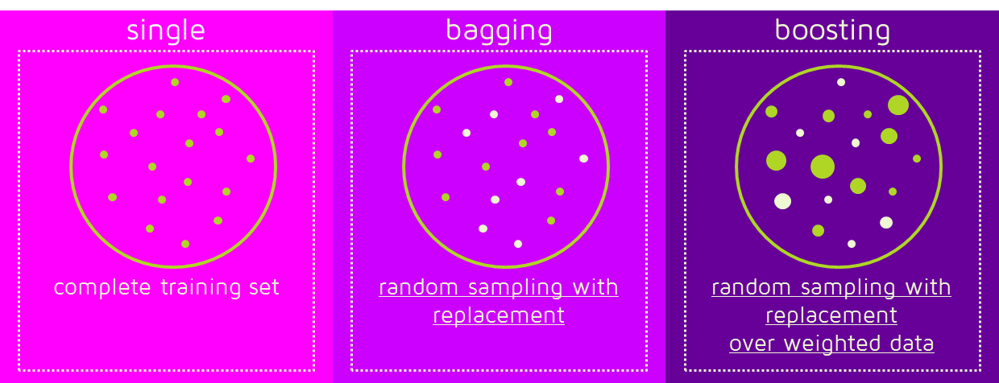 single
complete training set
bagging
random sampling with
replacement
boosting
random sampling with
replacement
over weighted data